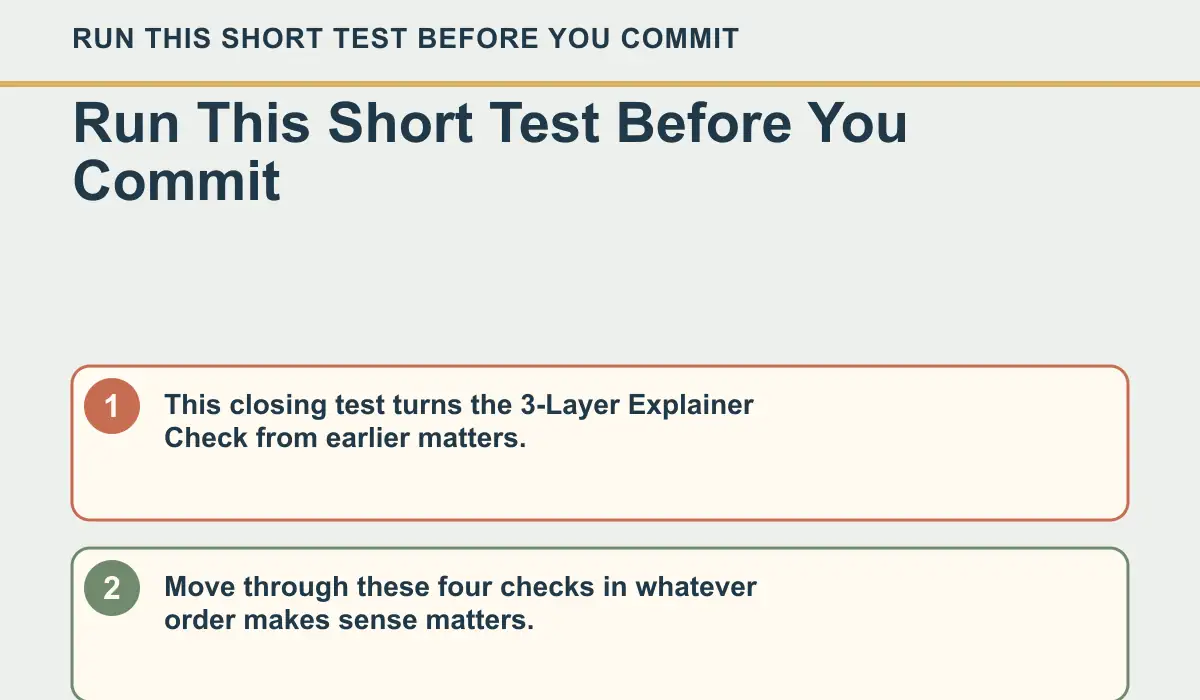 RUN THIS SHORT TEST BEFORE YOU COMMIT
Run This Short Test Before You
Commit
1
This closing test turns the 3-Layer Explainer
Check from earlier matters.
2
Move through these four checks in whatever
order makes sense matters.